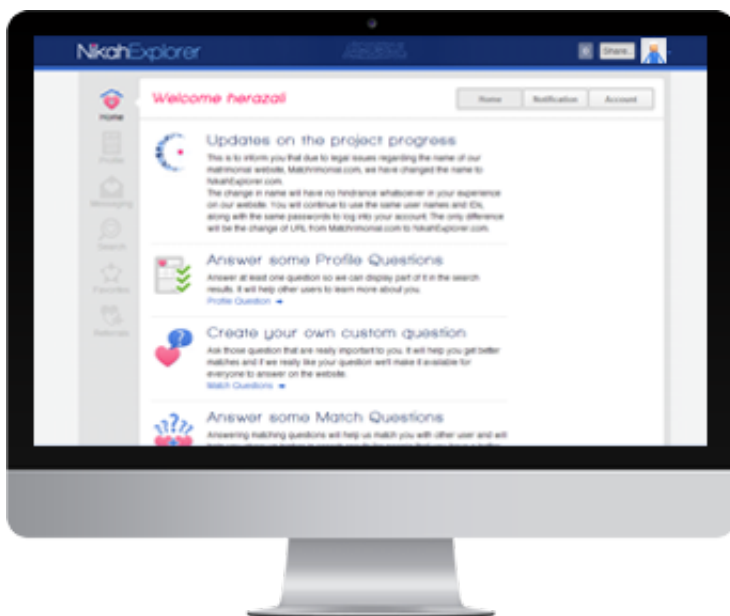 NikahExplorer
Share..
Welcome herazali
Home
Notification
Account
Home
Profile
Messaging
Search
Favorites
Referrals
Updates on the project progress
This is to inform you that due to legal issues regarding the name of our
matrimonial website, Matchrimonial.com, we have changed the name to
NikahExplorer.com.
The change in name will have no hindrance whatsoever in your experience
on our website. You will continue to use the same user names and IDs,
along with the same passwords to log into your account. The only difference
will be the change of URL from Matchrimonial.com to NikahExplorer.com.
Answer some Profile Questions
Answer at least one question so we can display part of it in the search
results. It will help other users to learn more about you.
Profile Question
Create your own custom question
Ask those question that are really important to you. It will help you get better
matches and if we really like your question we'll make it available for
everyone to answer on the website.
Match Questions
Answer some Match Questions
Answering matching questions will help us match you with other user and will